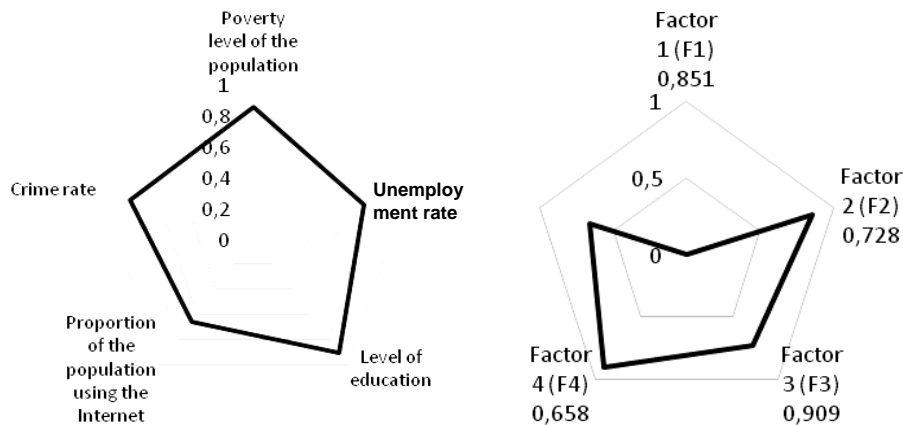 Poverty
level of the
population
1
0,8
0,6
0,4
0,2
0
Crime rate
Unemploy
ment rate
Proportion
of the
population
using the
Internet
Level of
education
Factor
1 (F1)
0,851
1
0,5
0
Factor
2 (F2)
0,728
Factor
4 (F4)
0,658
Factor
3 (F3)
0,909